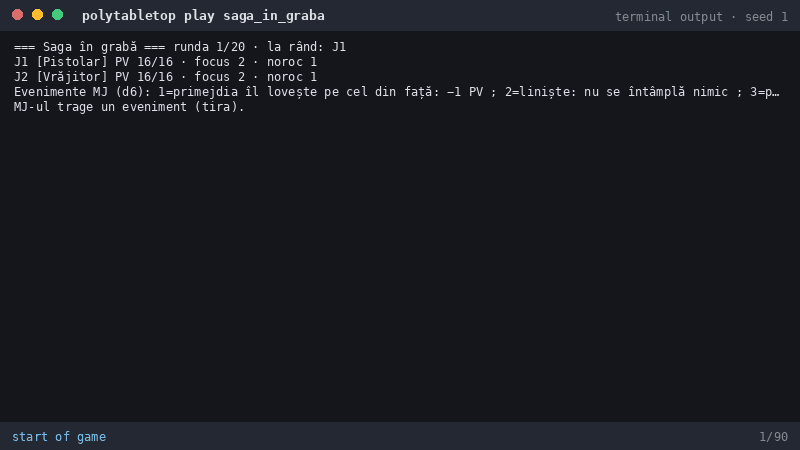 polytabletop play saga_in_graba
terminal output · seed 1
=== Saga în grabă === runda 1/20 · la rând: J1
J1 [Pistolar] PV 16/16 · focus 2 · noroc 1
J2 [Vrăjitor] PV 16/16 · focus 2 · noroc 1
Evenimente MJ (d6): 1=primejdia îl lovește pe cel din față: −1 PV ; 2=liniște: nu se întâmplă nimic ; 3=p…
MJ-ul trage un eveniment (tira).
start of game
1/90